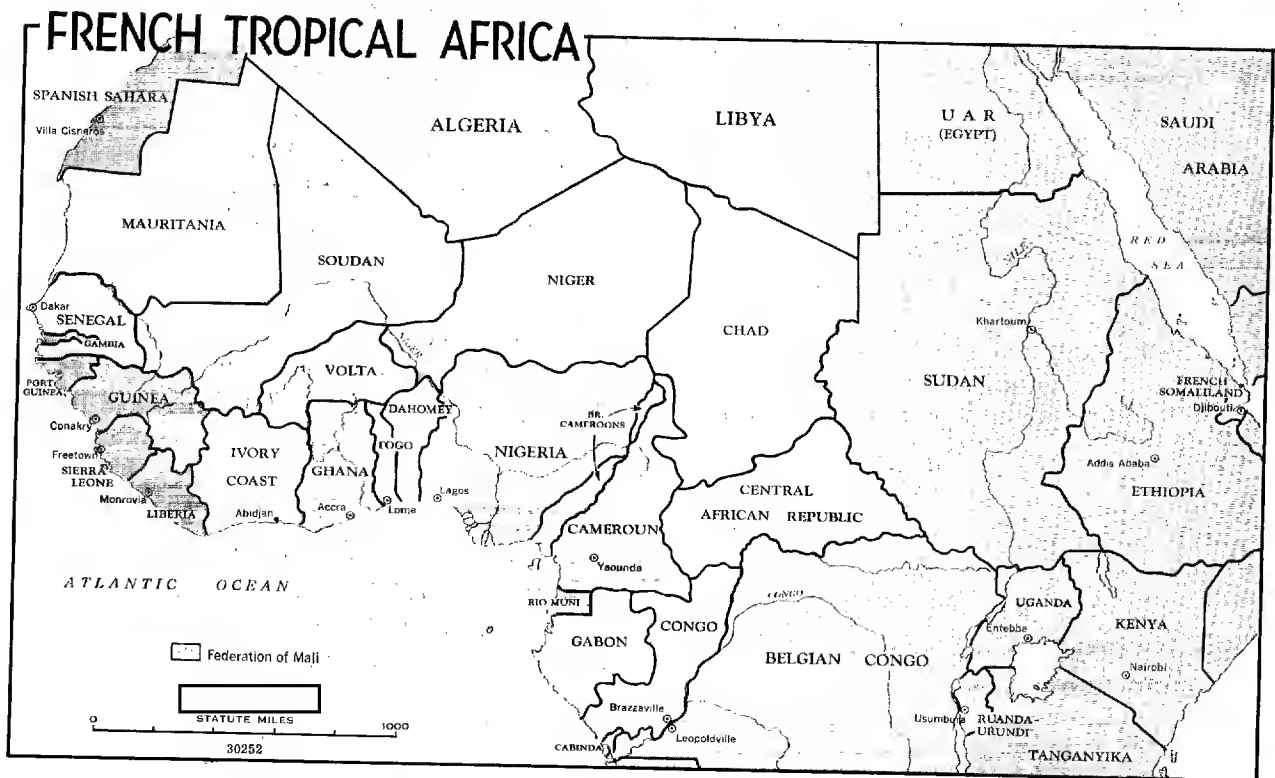 FRENCH TROPICAL AFRICA
SPANISH SAHARA
Villa Cisneros
ALGERIA
LIBYA
U A R
(EGYPT)
SAUDI
ARABIA
MAURITANIA
SOUDAN
NIGER
CHAD
NILE
RED
SEA
Dakar
SENEGAL
GAMBIA
Khartoum
NIGER
PORT
GUINEA
GUINEA
VOLTA
DAHOMEY
BR.
CAMEROONS
SUDAN
FRENCH
SOMALILAND
Djibouti
Conakry
Freetown
SIERRA
LEONE
IVORY
COAST
GHANA
TOGO
NIGERIA
Addis Ababa
ETHIOPIA
Monrovia
LIBERIA
Abidjan
Accra
Lome
Agos
CENTRAL
AFRICAN REPUBLIC
CAMEROUN
Yaounda
ATLANTIC OCEAN
RIO MUNI
CONGO
UGANDA
Entebbe
KENYA
GABON
CONGO
BELGIAN CONGO
Nairobi
Federation of Mali
STATUTE MILES
0 1000
30252
Brazzaville
Leopoldville
CABINDA
Usumbura
RUANDA-
URUNDI
TANGANYIKA